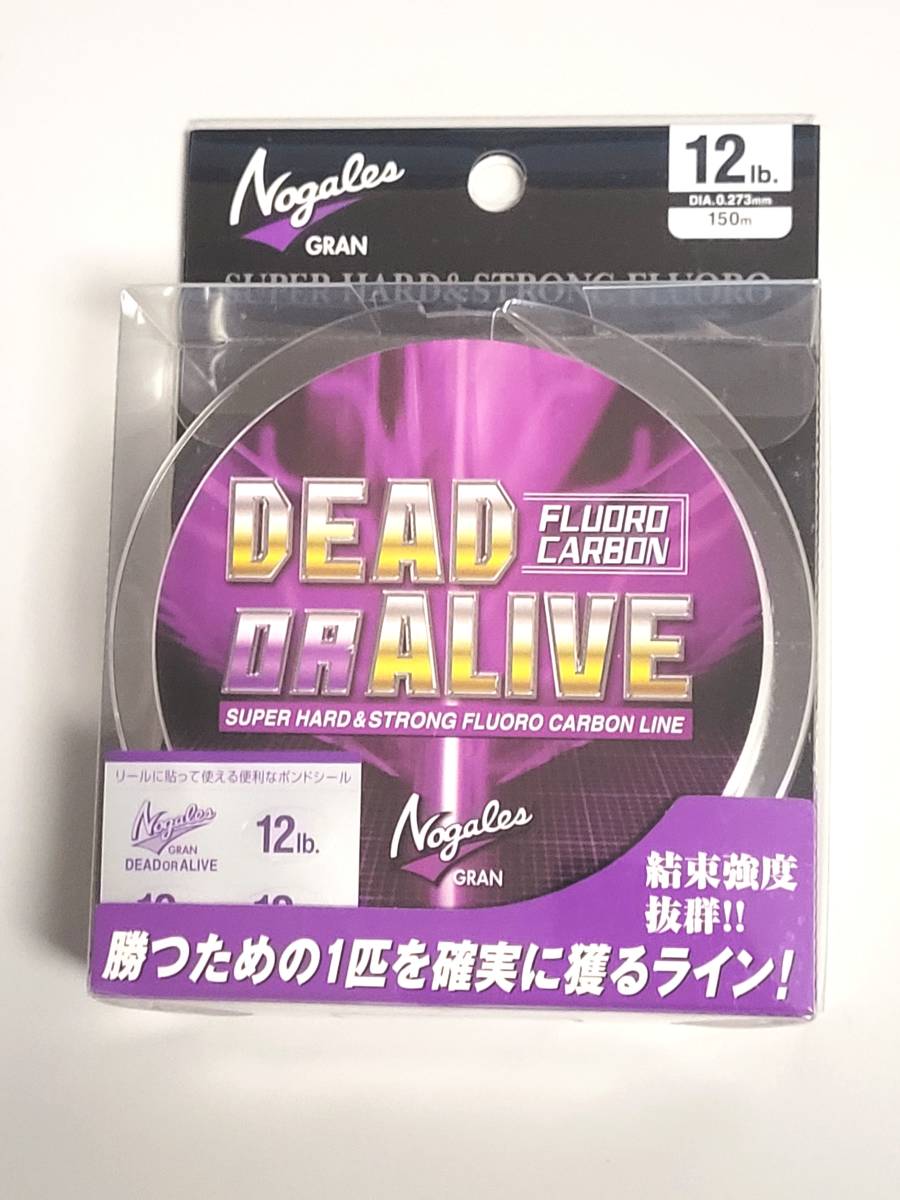 Nogales
GRAN
12lb.
DIA.0.273mm
150m
SUPER HARD&STRONG FLUORO
DEAD
FLUORO
CARBON
OR ALIVE
SUPER HARD&STRONG FLUORO CARBON LINE
リールに貼って使える便利なポンドシール
Nogales
GRAN
DEAD OR ALIVE
12lb.
Nogales
GRAN
結束強度
抜群!!
勝つための1匹を確実に獲るライン!